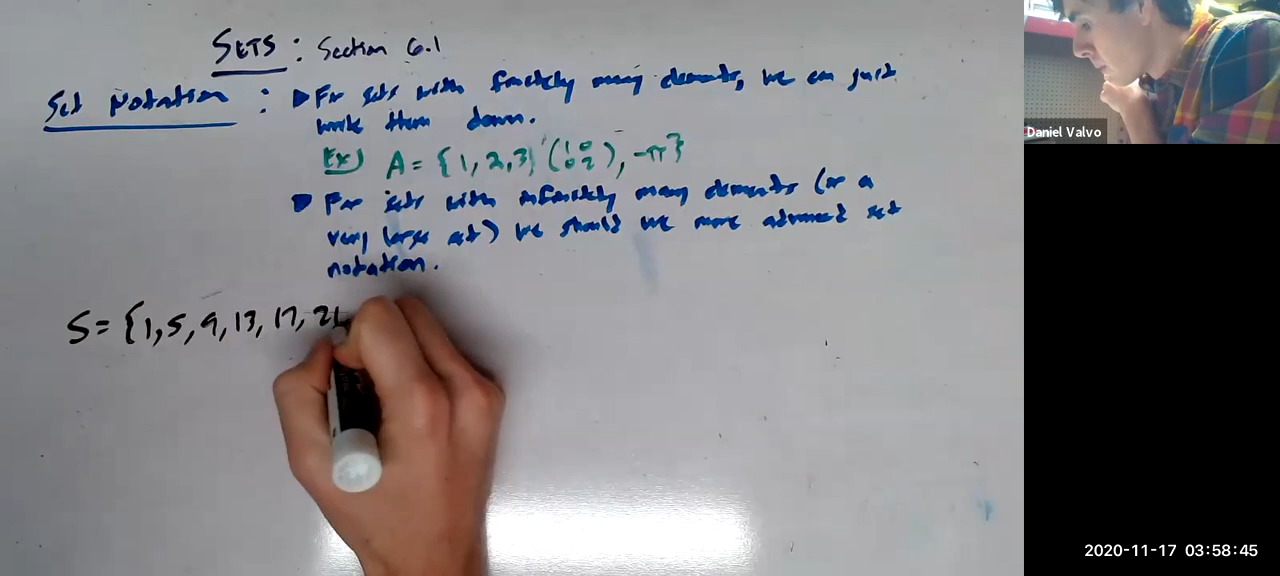 SETS : Section 6.1
Set Notation : ▷ For sets with finitely many elements, we can just
write them down.
Ex) A = {1, 2, 3, (1 0 0 2), -π}
▷ For sets with infinitely many elements (or a
very large set) we should use more advanced set
notation.
S = {1, 5, 9, 13, 17, 21
Daniel Valvo
2020-11-17 03:58:45